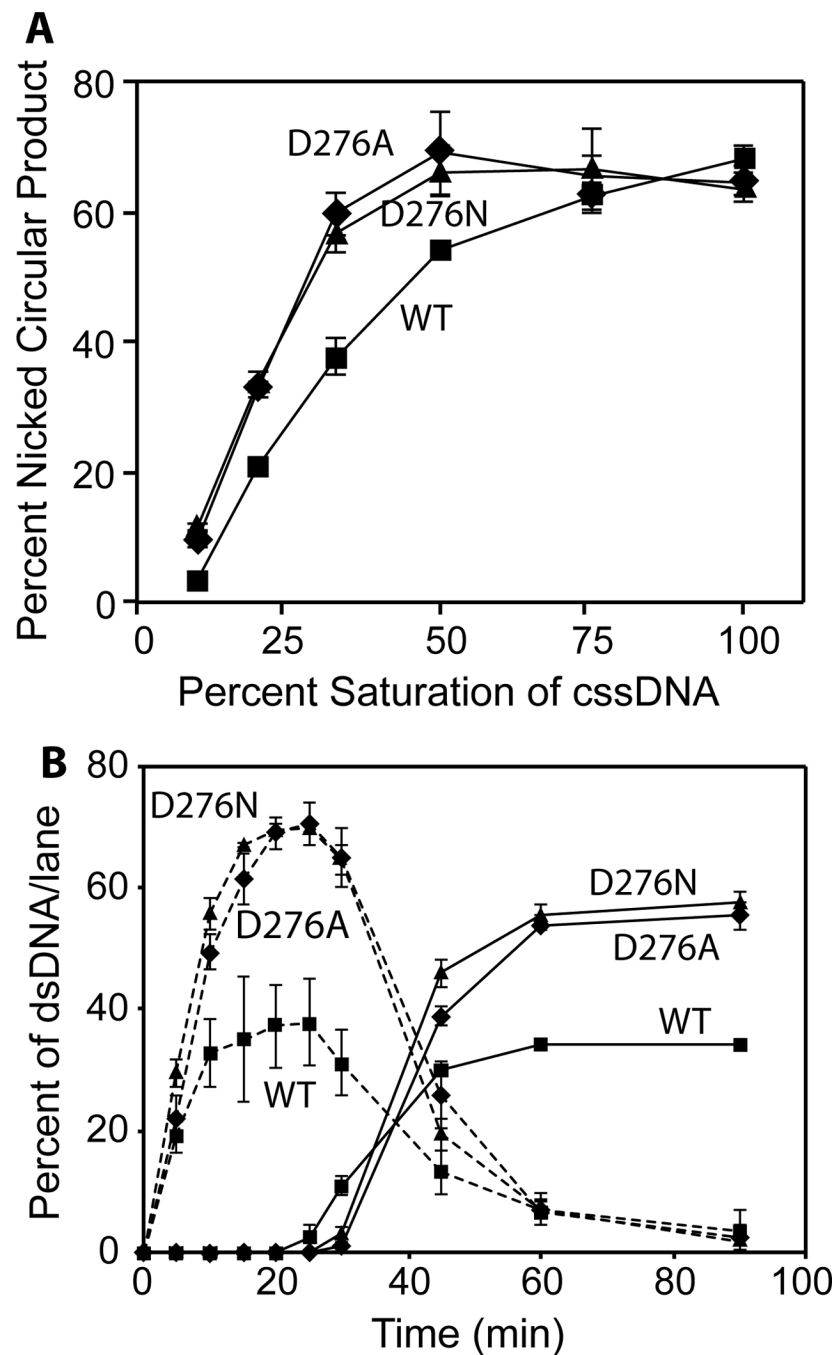 A
Percent Nicked Circular Product
80
60
40
20
0
D276A
D276N
WT
0 25 50 75 100
Percent Saturation of cssDNA
B
Percent of dsDNA/lane
80
60
40
20
0
D276N
D276A
WT
D276N
D276A
WT
0 20 40 60 80 100
Time (min)